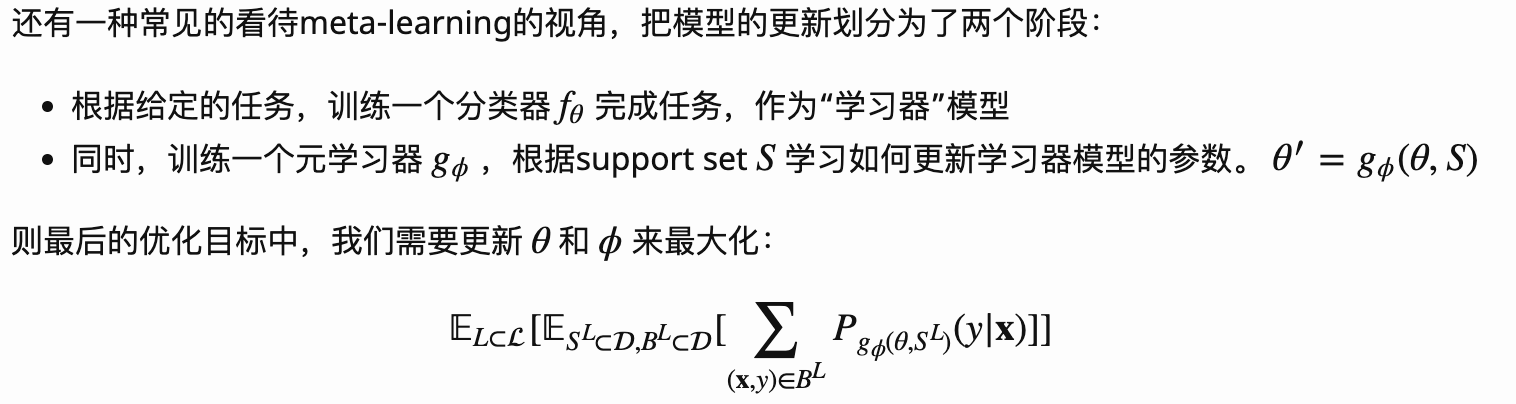 还有一种常见的看待meta-learning的视角，把模型的更新划分为了两个阶段：
• 根据给定的任务，训练一个分类器 $f_\theta$ 完成任务，作为“学习器”模型
• 同时，训练一个元学习器 $g_\phi$ ，根据support set $S$ 学习如何更新学习器模型的参数。 $\theta' = g_\phi(\theta, S)$
则最后的优化目标中，我们需要更新 $\theta$ 和 $\phi$ 来最大化：
$\mathbb{E}_{L \subset \mathcal{L}}[\mathbb{E}_{S^L \subset \mathcal{D}, B^L \subset \mathcal{D}}[\sum_{(\mathbf{x}, y) \in B^L} P_{g_\phi(\theta, S^L)}(y|\mathbf{x})]]$